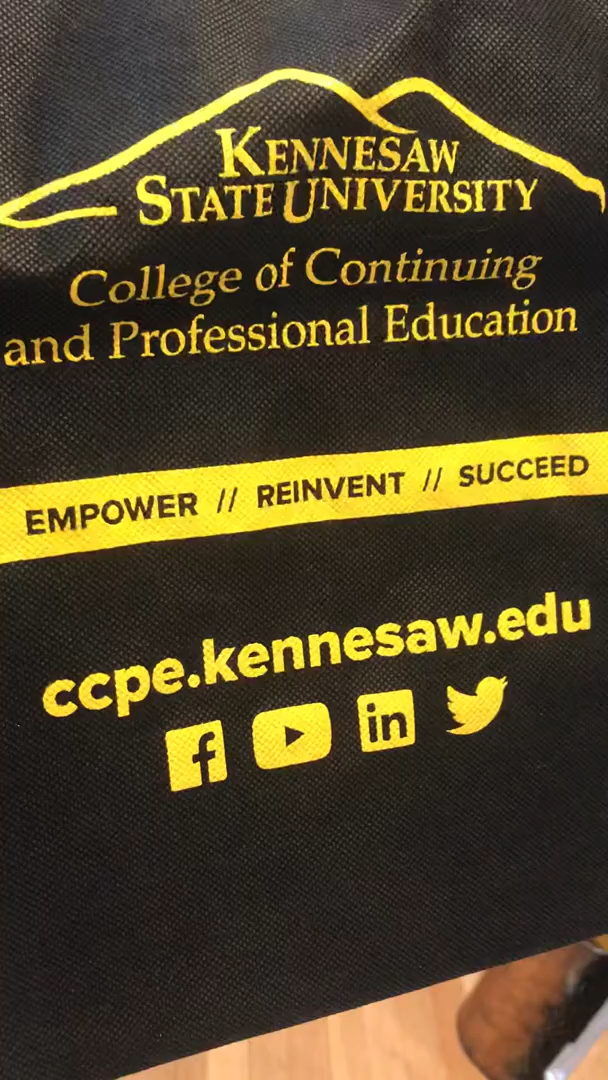 KENNESAW
STATE UNIVERSITY
College of Continuing
and Professional Education
EMPOWER // REINVENT // SUCCEED
ccpe.kennesaw.edu
f in